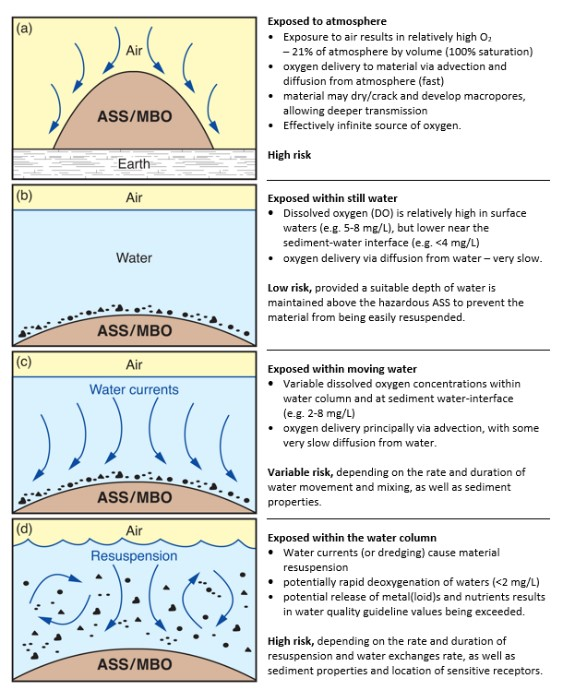 (a)
Air
ASS/MBO
Earth
Exposed to atmosphere
• Exposure to air results in relatively high O₂
– 21% of atmosphere by volume (100% saturation)
• oxygen delivery to material via advection and
diffusion from atmosphere (fast)
• material may dry/crack and develop macropores,
allowing deeper transmission
• Effectively infinite source of oxygen.
High risk
(b)
Air
Water
ASS/MBO
Exposed within still water
• Dissolved oxygen (DO) is relatively high in surface
waters (e.g. 5-8 mg/L), but lower near the
sediment-water interface (e.g. <4 mg/L)
• oxygen delivery via diffusion from water – very slow.
Low risk, provided a suitable depth of water is
maintained above the hazardous ASS to prevent the
material from being easily resuspended.
(c)
Air
Water currents
ASS/MBO
Exposed within moving water
• Variable dissolved oxygen concentrations within
water column and at sediment water-interface
(e.g. 2-8 mg/L)
• oxygen delivery principally via advection, with some
very slow diffusion from water.
Variable risk, depending on the rate and duration of
water movement and mixing, as well as sediment
properties.
(d)
Air
Resuspension
ASS/MBO
Exposed within the water column
• Water currents (or dredging) cause material
resuspension
• potentially rapid deoxygenation of waters (<2 mg/L)
• potential release of metal(loid)s and nutrients results
in water quality guideline values being exceeded.
High risk, depending on the rate and duration of
resuspension and water exchanges rate, as well as
sediment properties and location of sensitive receptors.